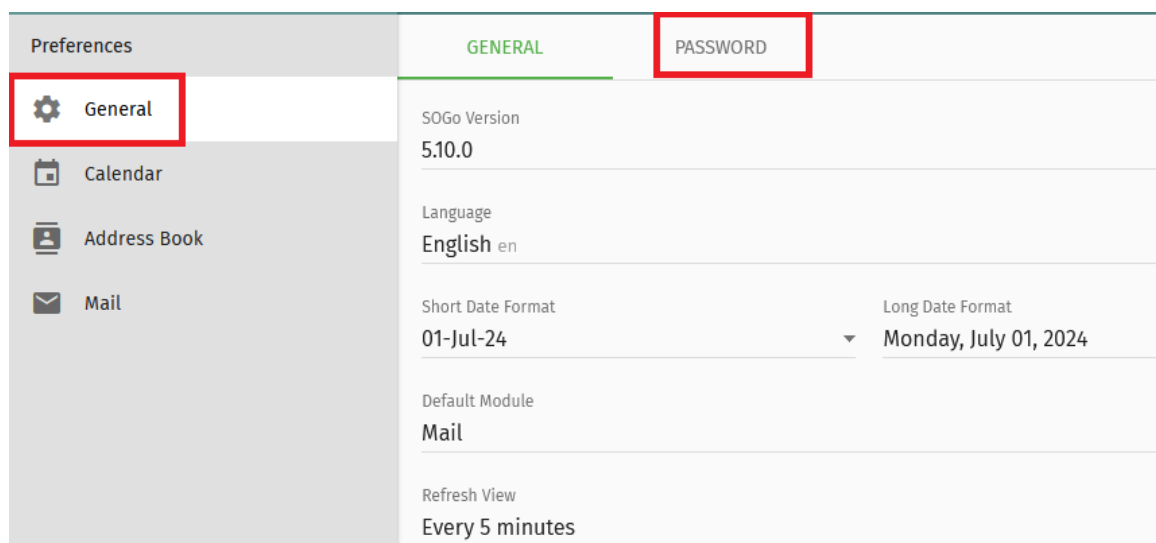 Preferences
General
Calendar
Address Book
Mail
GENERAL PASSWORD
SOGo Version
5.10.0
Language
English en
Short Date Format Long Date Format
01-Jul-24 Monday, July 01, 2024
Default Module
Mail
Refresh View
Every 5 minutes